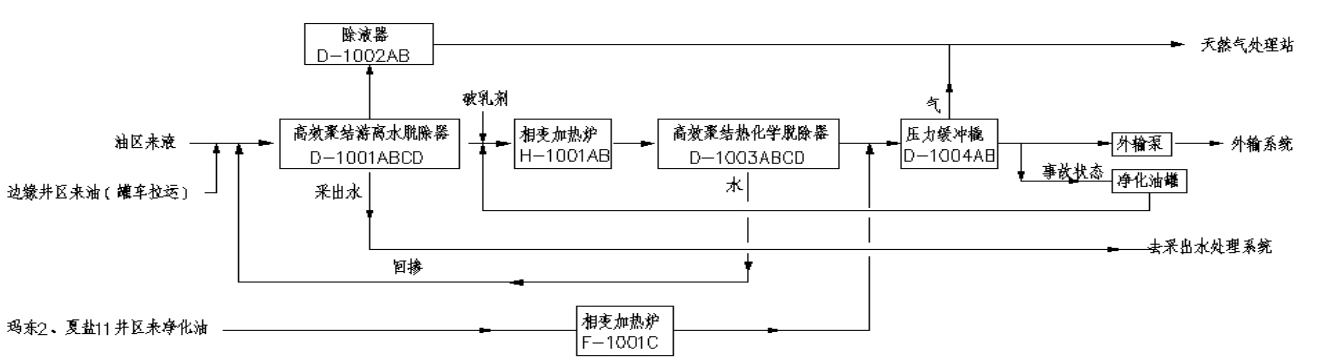 除液器
D-1002AB
天然气处理站
破乳剂
气
油区来液
高效聚结游离水脱除器
D-1001ABCD
相变加热炉
H-1001AB
高效聚结热化学脱除器
D-1003ABCD
压力缓冲橇
D-1004AB
外输泵
外输系统
边缘井区来油(罐车拉运)
采出水
水
事故状态
净化油罐
去采出水处理系统
回掺
玛东2、夏盐11井区来净化油
相变加热炉
F-1001C